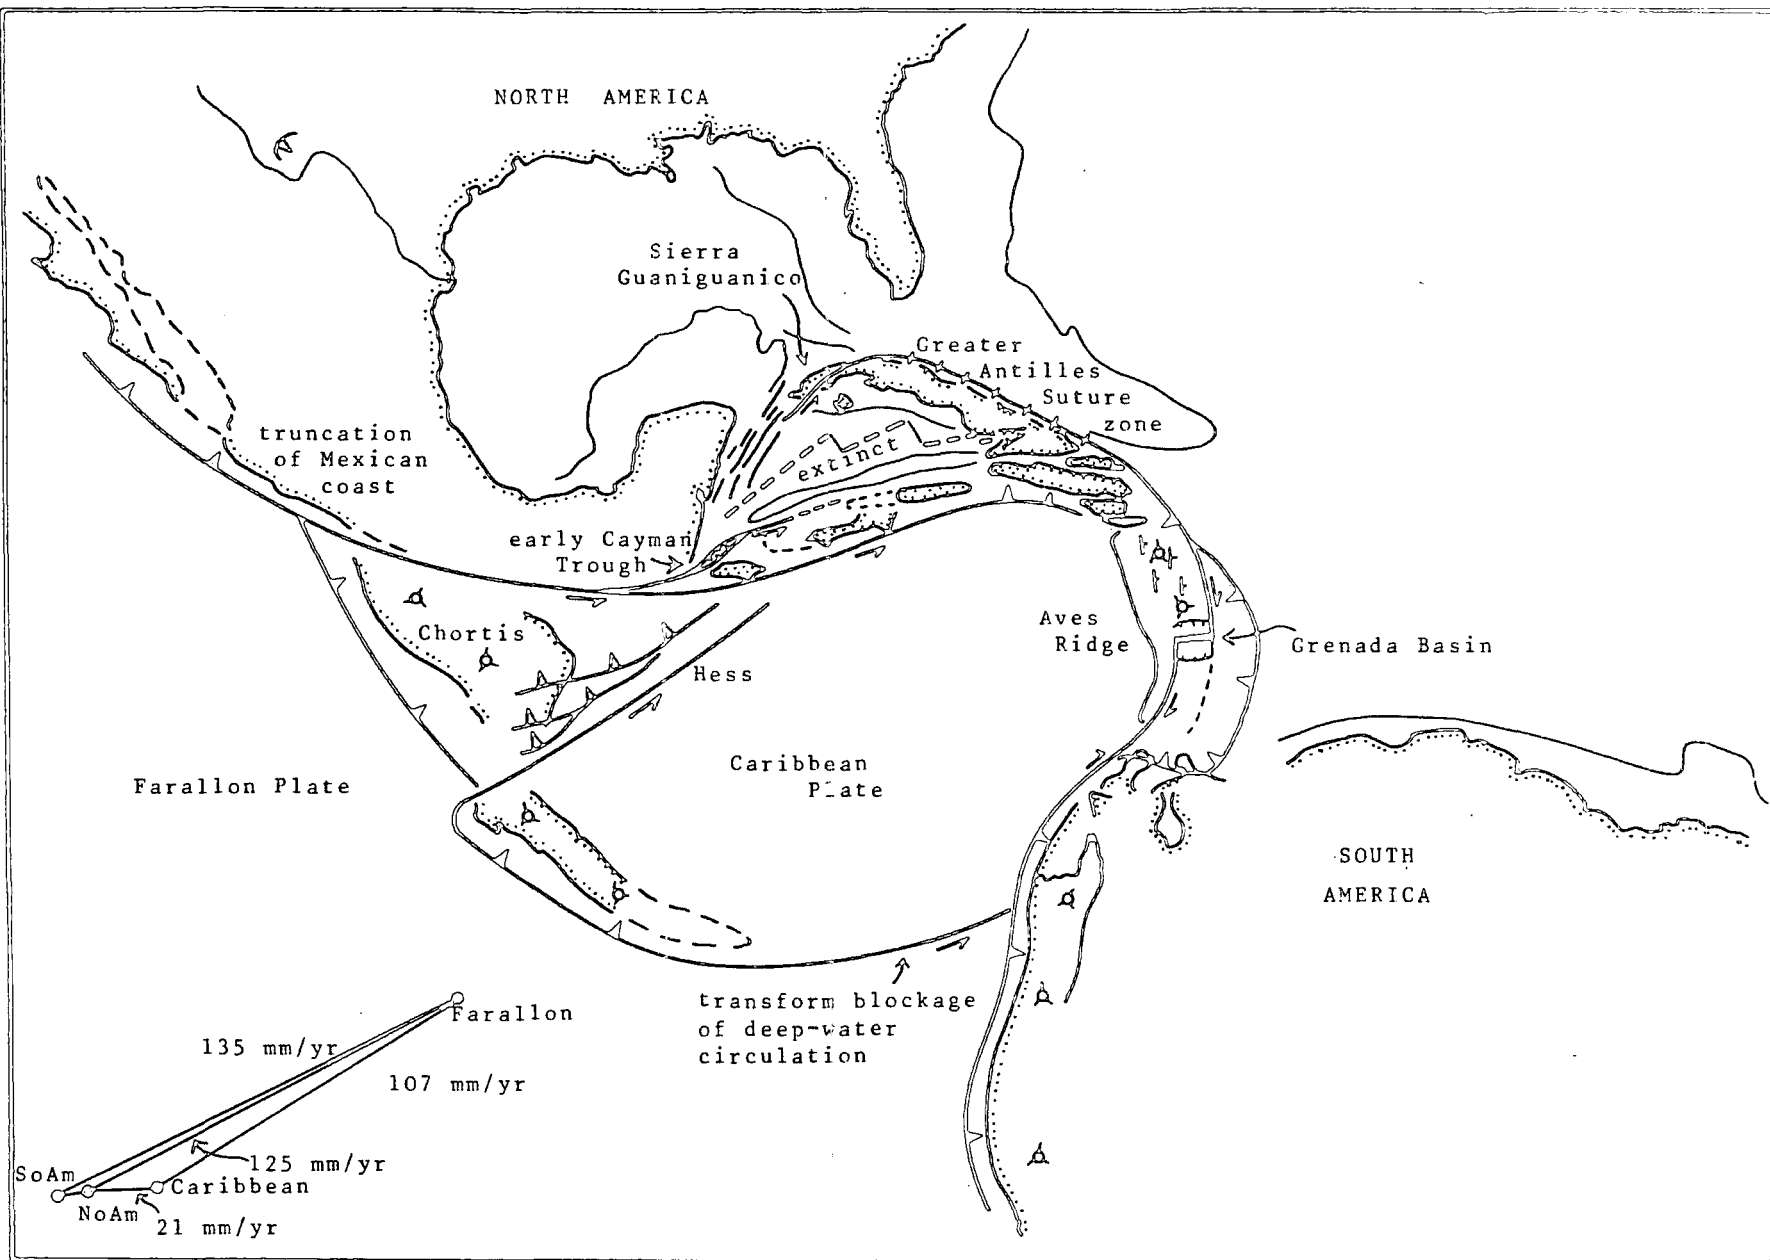 NORTH AMERICA
Sierra
Guaniguanico
Greater
Antilles
Suture
zone
truncation
of Mexican
coast
extinct
early Cayman
Trough
Chortis
Hess
Aves
Ridge
Grenada Basin
Farallon Plate
Caribbean
Plate
SOUTH
AMERICA
transform blockage
of deep-water
circulation
Farallon
135 mm/yr
107 mm/yr
125 mm/yr
SoAm
Caribbean
NoAm
21 mm/yr